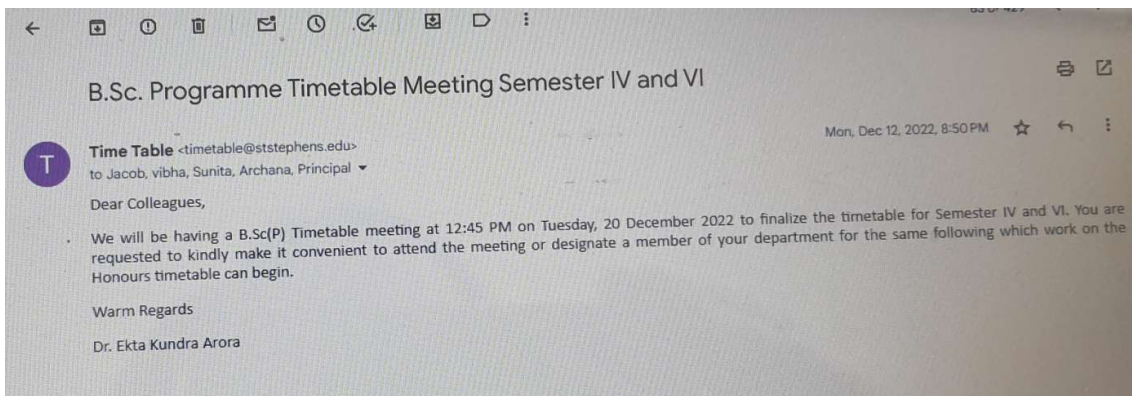 B.Sc. Programme Timetable Meeting Semester IV and VI
Mon, Dec 12, 2022, 8:50 PM
T
Time Table <timetable@ststephens.edu>
to Jacob, vibha, Sunita, Archana, Principal
Dear Colleagues,
We will be having a B.Sc(P) Timetable meeting at 12:45 PM on Tuesday, 20 December 2022 to finalize the timetable for Semester IV and VI. You are
requested to kindly make it convenient to attend the meeting or designate a member of your department for the same following which work on the
Honours timetable can begin.
Warm Regards
Dr. Ekta Kundra Arora